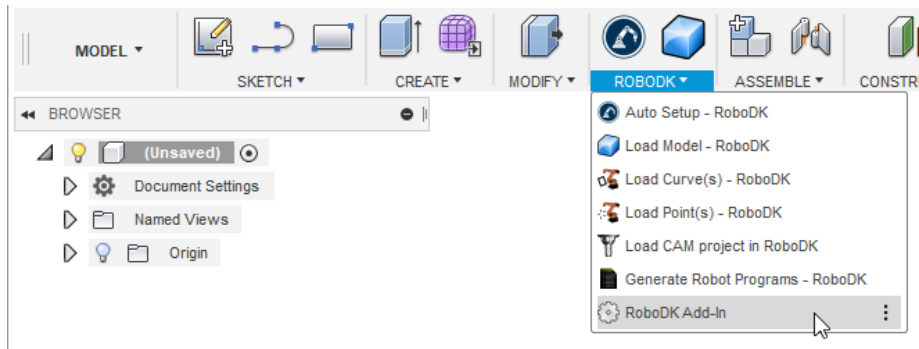 MODEL ▾
SKETCH ▾
CREATE ▾
MODIFY ▾
ROBODK ▾
ASSEMBLE ▾
CONSTR
BROWSER
(Unsaved)
Document Settings
Named Views
Origin
Auto Setup - RoboDK
Load Model - RoboDK
Load Curve(s) - RoboDK
Load Point(s) - RoboDK
Load CAM project in RoboDK
Generate Robot Programs - RoboDK
RoboDK Add-In